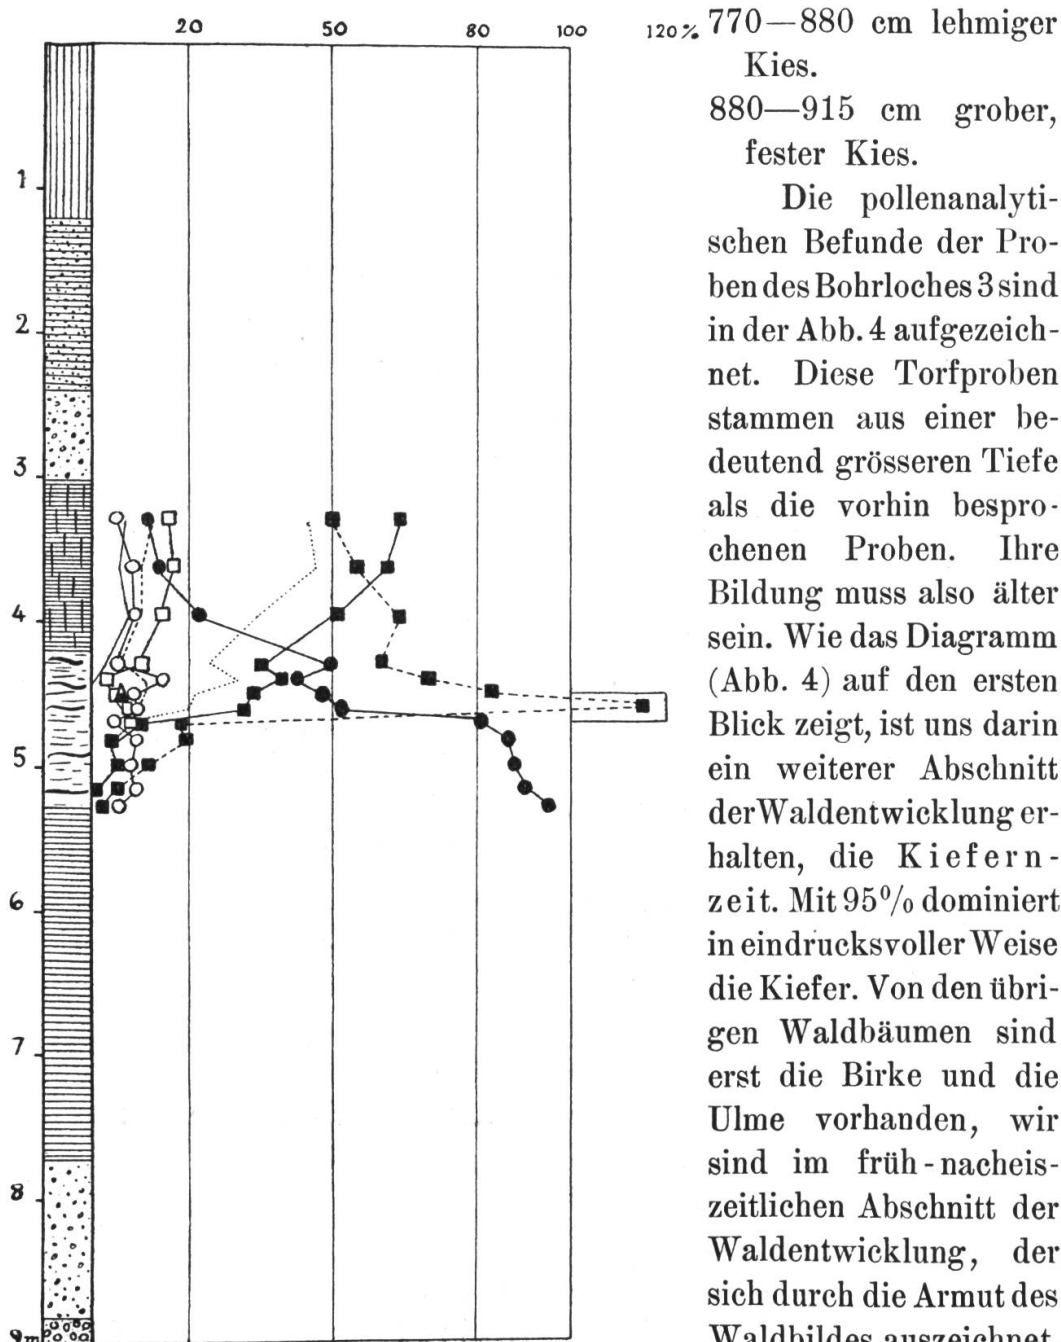 20 50 80 100 120%
1
2
3
4
5
6
7
8
9m
770—880 cm lehmiger
Kies.
880—915 cm grober,
fester Kies.
Die pollenanalyti-
schen Befunde der Pro-
ben des Bohrloches 3 sind
in der Abb. 4 aufgezeich-
net. Diese Torfproben
stammen aus einer be-
deutend grösseren Tiefe
als die vorhin bespro-
chenen Proben. Ihre
Bildung muss also älter
sein. Wie das Diagramm
(Abb. 4) auf den ersten
Blick zeigt, ist uns darin
ein weiterer Abschnitt
der Waldentwicklung er-
halten, die Kiefern-
zeit. Mit 95% dominiert
in eindrucksvoller Weise
die Kiefer. Von den übri-
gen Waldbäumen sind
erst die Birke und die
Ulme vorhanden, wir
sind im früh-nacheis-
zeitlichen Abschnitt der
Waldentwicklung, der
sich durch die Armut des
Waldbildes auszeichnet.